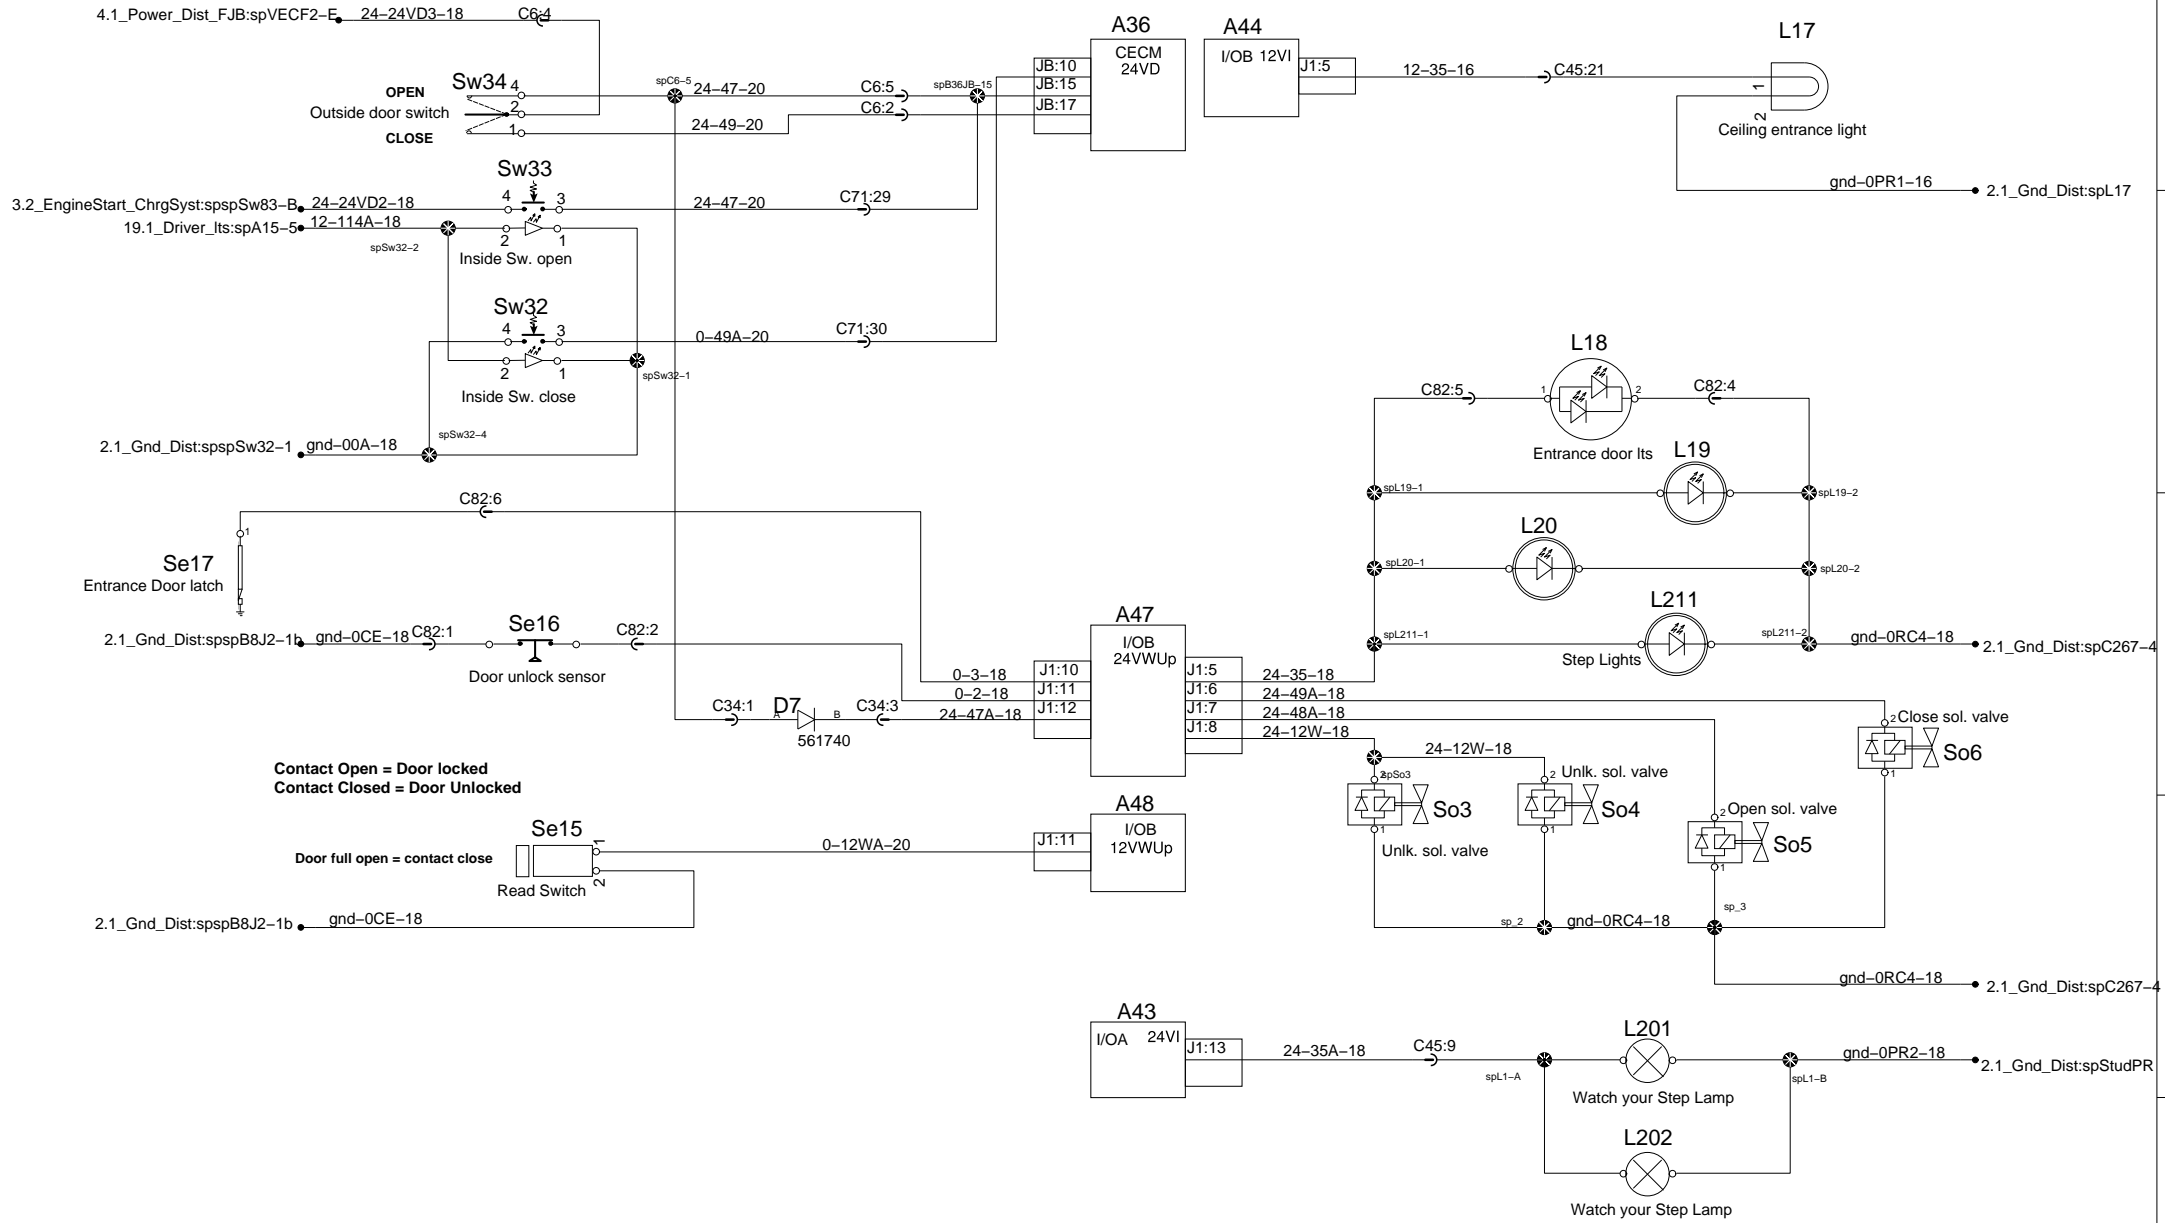 4.1_Power_Dist_FJB:spVECF2-E
24-24VD3-18
C6:4
A36
A44
L17
CECM
24VD
I/OB 12VI
JB:10
JB:15
JB:17
J1:5
12-35-16
C45:21
1
2
Ceiling entrance light
gnd-0PR1-16
2.1_Gnd_Dist:spL17
Sw34
4
2
1
OPEN
Outside door switch
CLOSE
spC6-5
24-47-20
C6:5
spB36JB-15
C6:2
24-49-20
Sw33
4
3
3.2_EngineStart_ChrgSyst:spspSw83-B
24-24VD2-18
24-47-20
C71:29
19.1_Driver_lts:spA15-5
12-114A-18
spSw32-2
2
1
Inside Sw. open
Sw32
4
3
0-49A-20
C71:30
2
1
spSw32-1
Inside Sw. close
2.1_Gnd_Dist:spspSw32-1
gnd-00A-18
spSw32-4
L18
C82:5
1
2
C82:4
Entrance door lts
L19
spL19-1
spL19-2
L20
spL20-1
spL20-2
L211
spL211-1
spL211-2
gnd-0RC4-18
2.1_Gnd_Dist:spC267-4
Step Lights
C82:6
1
Se17
Entrance Door latch
2.1_Gnd_Dist:spspB8J2-1b
gnd-0CE-18
C82:1
Se16
C82:2
Door unlock sensor
A47
I/OB
24VWUp
0-3-18
J1:10
0-2-18
J1:11
24-47A-18
J1:12
C34:1
D7
A
B
C34:3
561740
J1:5
24-35-18
J1:6
24-49A-18
J1:7
24-48A-18
J1:8
24-12W-18
24-12W-18
2
Close sol. valve
So6
1
2
spSo3
So3
1
Unlk. sol. valve
2
Unlk. sol. valve
So4
1
2
Open sol. valve
So5
1
sp_2
gnd-0RC4-18
sp_3
gnd-0RC4-18
2.1_Gnd_Dist:spC267-4
Contact Open = Door locked
Contact Closed = Door Unlocked
A48
I/OB
12VWUp
J1:11
0-12WA-20
Se15
1
2
Door full open = contact close
Read Switch
2.1_Gnd_Dist:spspB8J2-1b
gnd-0CE-18
A43
I/OA
24VI
J1:13
24-35A-18
C45:9
spL1-A
L201
spL1-B
gnd-0PR2-18
2.1_Gnd_Dist:spStudPR
Watch your Step Lamp
L202
Watch your Step Lamp